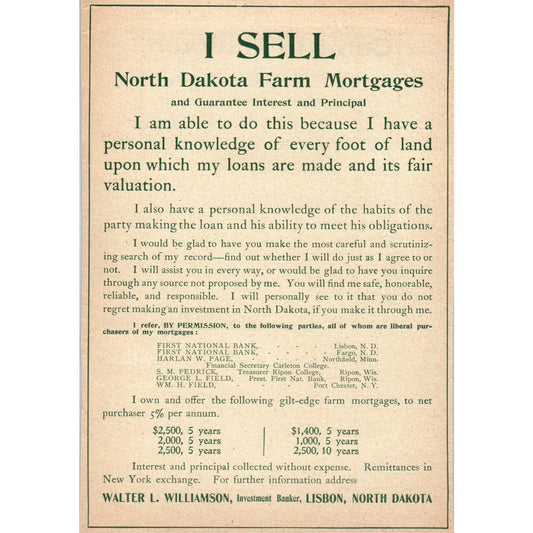 I SELL
North Dakota Farm Mortgages
and Guarantee Interest and Principal
I am able to do this because I have a
personal knowledge of every foot of land
upon which my loans are made and its fair
valuation.
I also have a personal knowledge of the habits of the
party making the loan and his ability to meet his obligations.
I would be glad to have you make the most careful and scrutiniz-
ing search of my record—find out whether I will do just as I agree to or
not. I will assist you in every way, or would be glad to have you inquire
through any source not proposed by me. You will find me safe, honorable,
reliable, and responsible. I will personally see to it that you do not
regret making an investment in North Dakota, if you make it through me.
I refer, BY PERMISSION, to the following parties, all of whom are liberal pur-
chasers of my mortgages:
FIRST NATIONAL BANK, - - - - Lisbon, N. D.
FIRST NATIONAL BANK, - - - - Fargo, N. D.
HARLAN W. PAGE, - - - - Northfield, Minn.
Financial Secretary Carleton College.
S. M. PEDRICK, Treasurer Ripon College, Ripon, Wis.
GEORGE L. FIELD, Prest. First Nat. Bank, Ripon, Wis.
WM. H. FIELD, - - - - Port Chester, N. Y.
I own and offer the following gilt-edge farm mortgages, to net
purchaser 5% per annum.
$2,500, 5 years $1,400, 5 years
2,000, 5 years 1,000, 5 years
2,500, 5 years 2,500, 10 years
Interest and principal collected without expense. Remittances in
New York exchange. For further information address
WALTER L. WILLIAMSON, Investment Banker, LISBON, NORTH DAKOTA